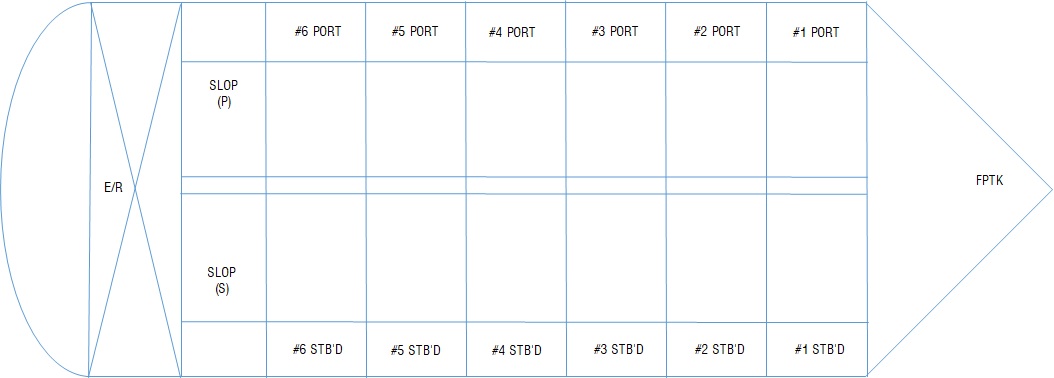 #6 PORT #5 PORT #4 PORT #3 PORT #2 PORT #1 PORT
SLOP
(P)
E/R
FPTK
SLOP
(S)
#6 STB'D #5 STB'D #4 STB'D #3 STB'D #2 STB'D #1 STB'D